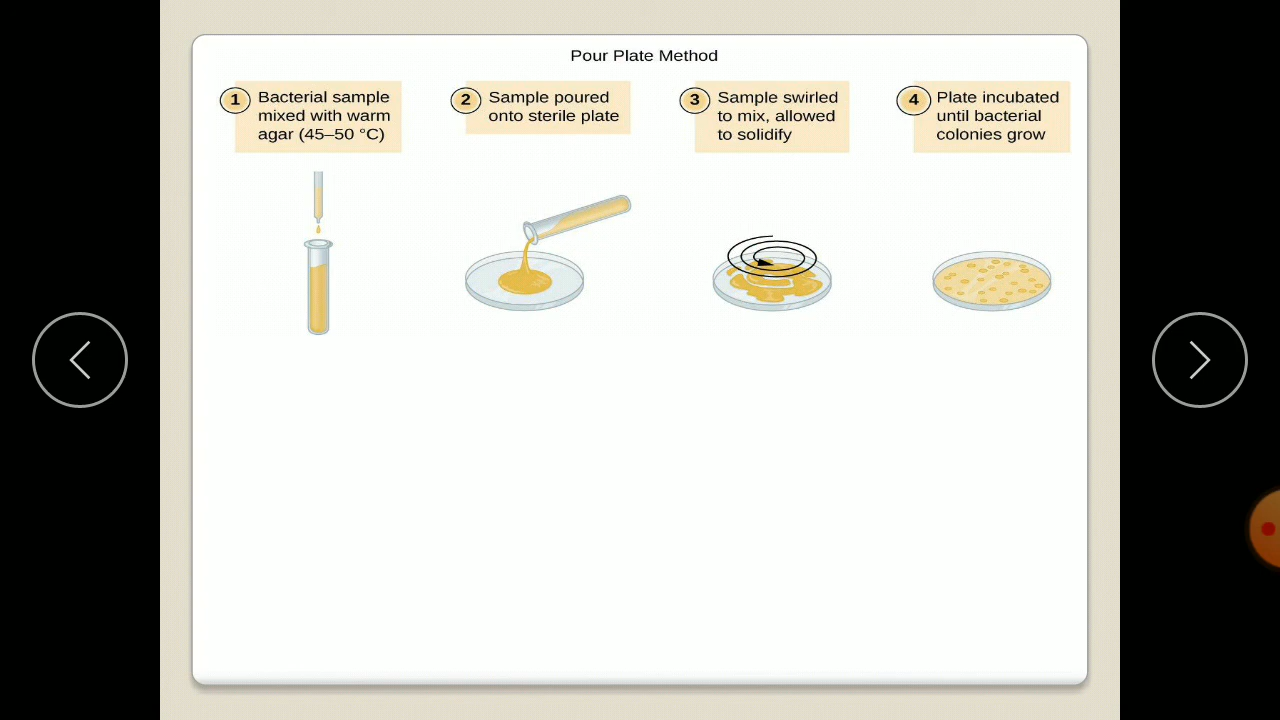 Pour Plate Method
1
Bacterial sample
mixed with warm
agar (45–50 °C)
2
Sample poured
onto sterile plate
3
Sample swirled
to mix, allowed
to solidify
4
Plate incubated
until bacterial
colonies grow